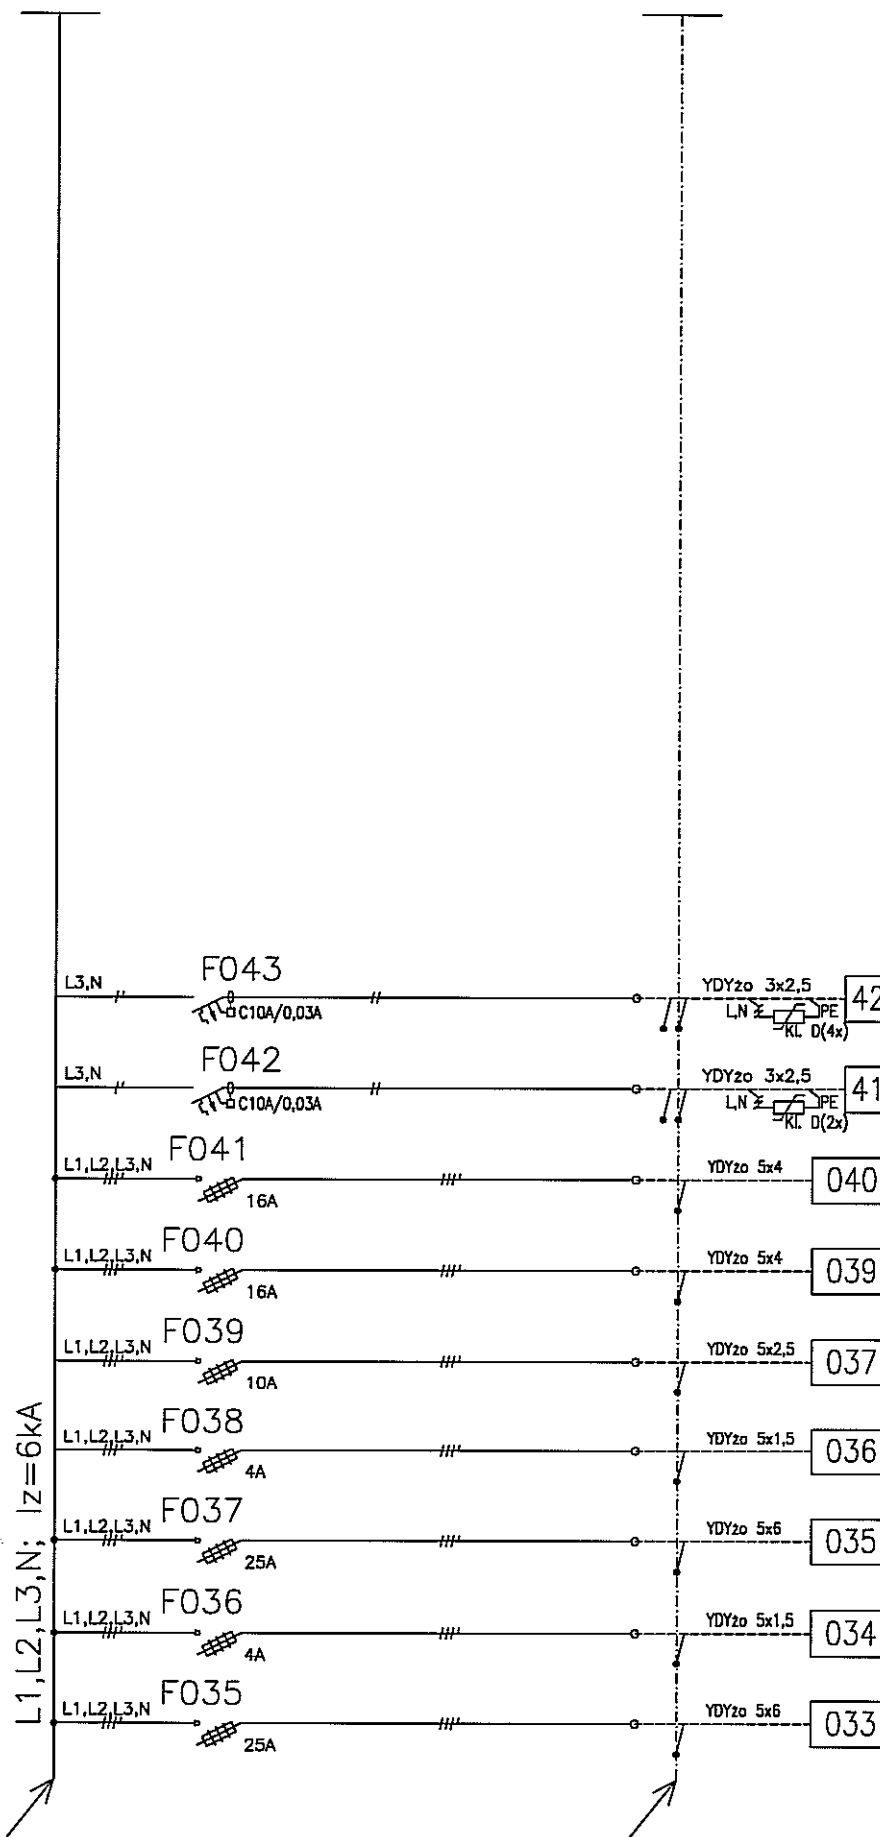 F043
L3,N
C10A/0,03A
YDYżo 3x2,5
L,N
PE
Kl. D(4x)
42
F042
L3,N
C10A/0,03A
YDYżo 3x2,5
L,N
PE
Kl. D(2x)
41
F041
L1,L2,L3,N
16A
YDYżo 5x4
040
F040
L1,L2,L3,N
16A
YDYżo 5x4
039
F039
L1,L2,L3,N
10A
YDYżo 5x2,5
037
F038
L1,L2,L3,N
4A
YDYżo 5x1,5
036
F037
L1,L2,L3,N
25A
YDYżo 5x6
035
F036
L1,L2,L3,N
4A
YDYżo 5x1,5
034
F035
L1,L2,L3,N
25A
YDYżo 5x6
033
L1,L2,L3,N; Iz=6kA